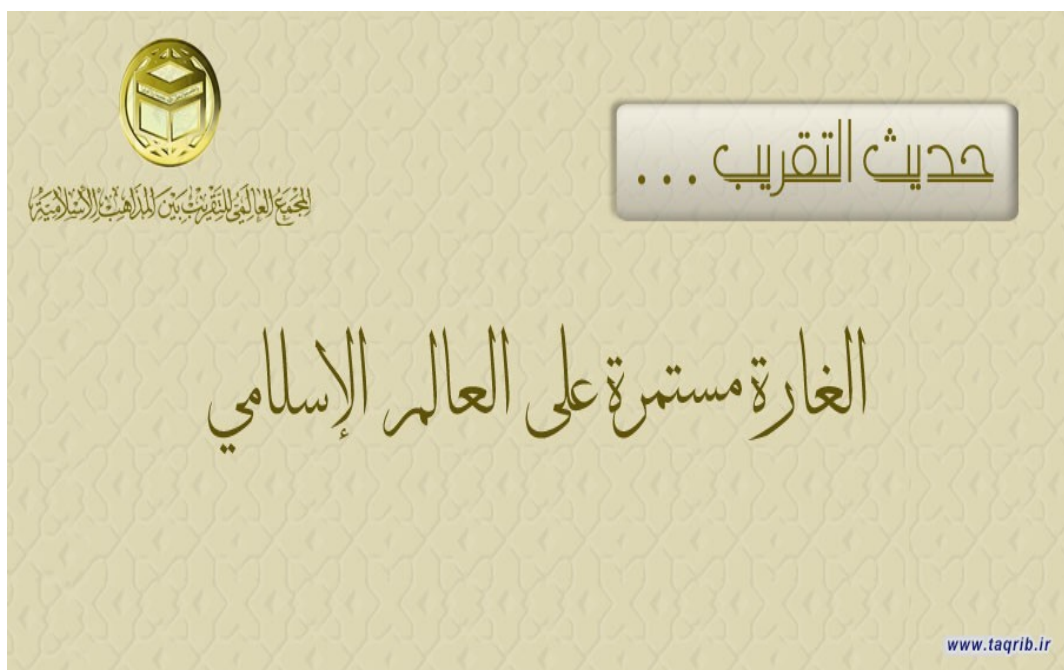 حديث التقريب ...
المجمع العالمي للتقريب بين المذاهب الإسلامية
الغارة مستمرة على العالم الإسلامي
www.taqrib.ir